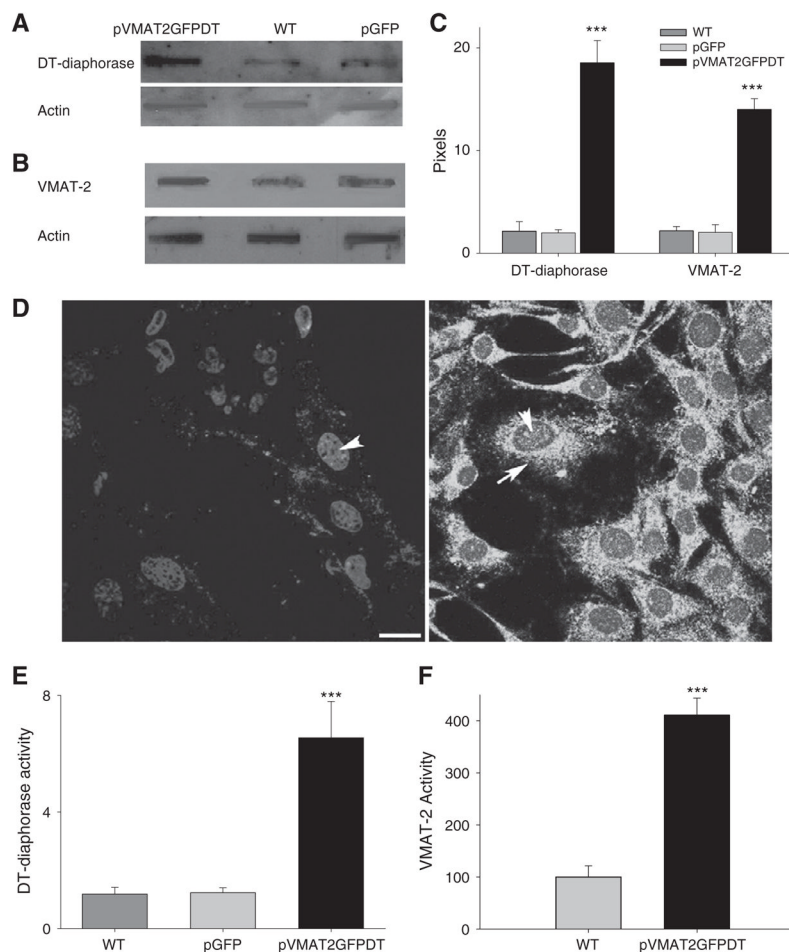 A
pVMAT2GFPDT WT pGFP
DT-diaphorase
Actin
B
VMAT-2
Actin
C
WT
pGFP
pVMAT2GFPDT
20
10
0
Pixels
***
***
DT-diaphorase VMAT-2
D
E
8
4
0
DT-diaphorase activity
***
WT pGFP pVMAT2GFPDT
F
400
300
200
100
0
VMAT-2 Activity
***
WT pVMAT2GFPDT